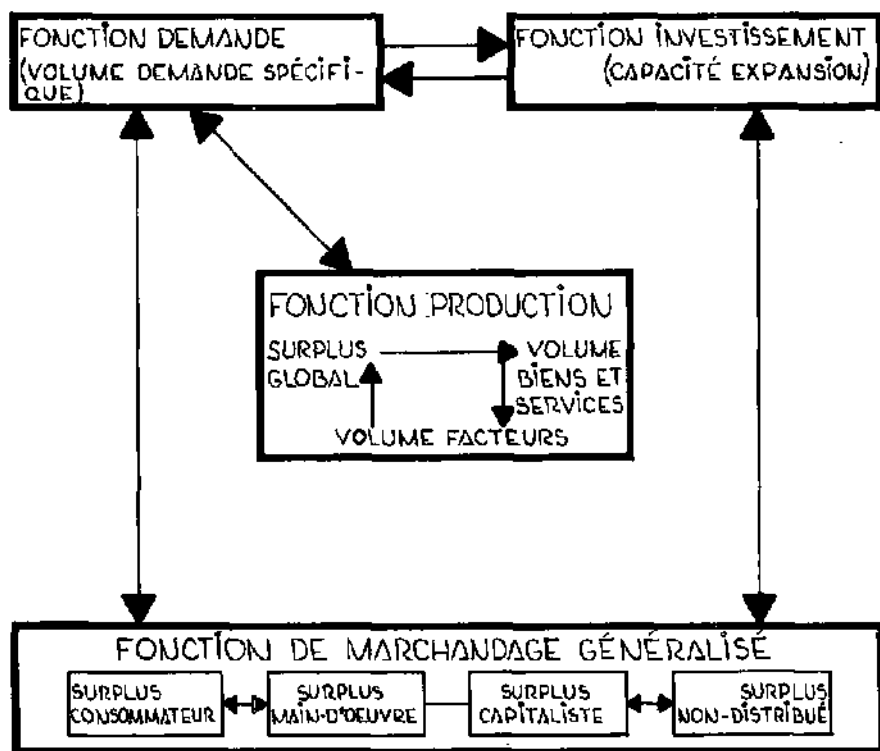 FONCTION DEMANDE
(VOLUME DEMANDE SPÉCIFI-
QUE)
FONCTION INVESTISSEMENT
(CAPACITÉ EXPANSION)
FONCTION PRODUCTION
SURPLUS
GLOBAL
VOLUME
BIENS ET
SERVICES
VOLUME FACTEURS
FONCTION DE MARCHANDAGE GÉNÉRALISÉ
SURPLUS
CONSOMMATEUR
SURPLUS
MAIN-D'OEUVRE
SURPLUS
CAPITALISTE
SURPLUS
NON-DISTRIBUÉ